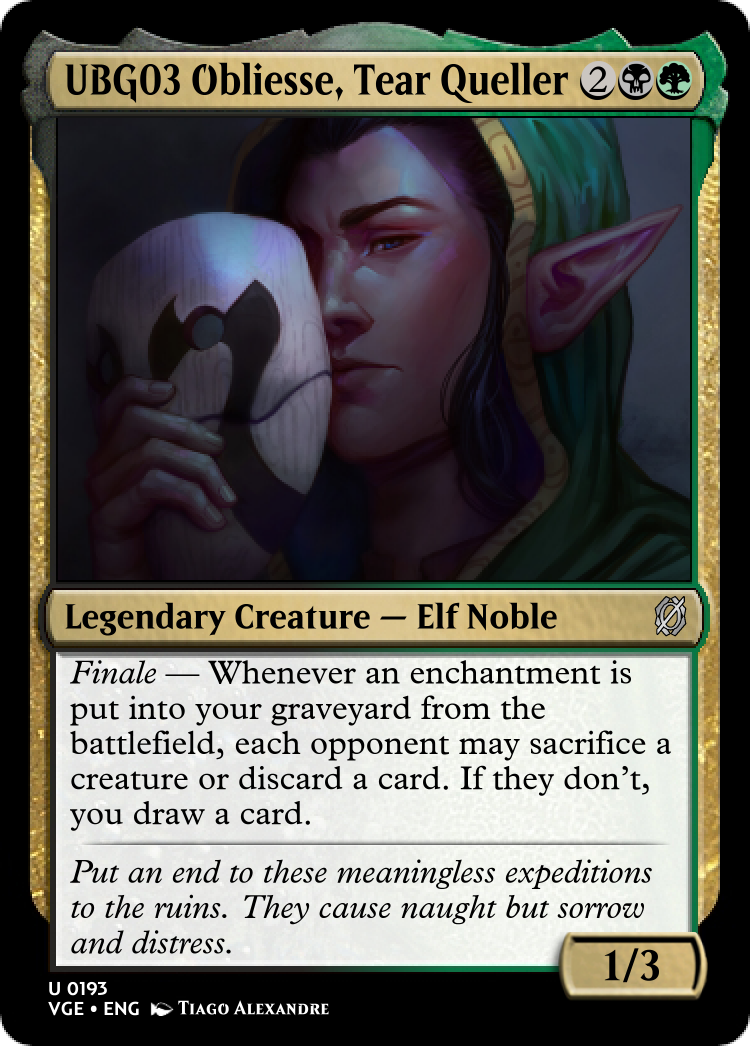 UBG03 Obliesse, Tear Queller 2
Legendary Creature — Elf Noble
Finale — Whenever an enchantment is
put into your graveyard from the
battlefield, each opponent may sacrifice a
creature or discard a card. If they don’t,
you draw a card.
Put an end to these meaningless expeditions
to the ruins. They cause naught but sorrow
and distress.
1/3
U 0193
VGE • ENG Tiago Alexandre